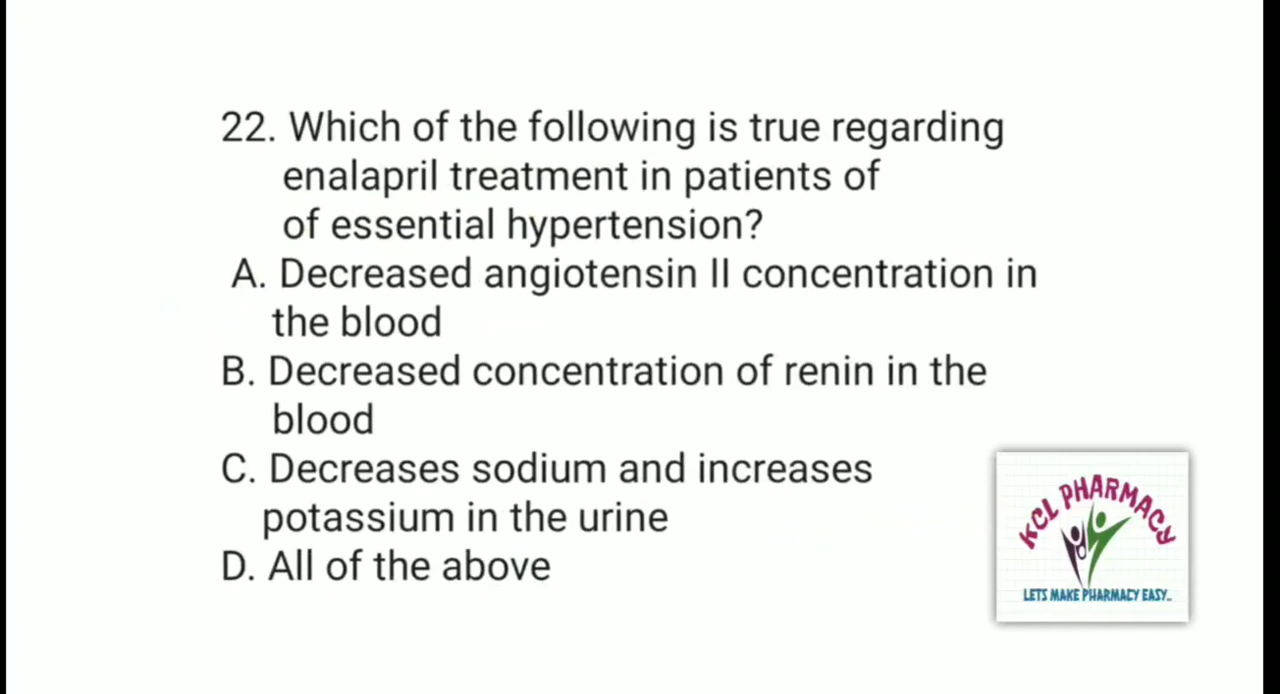 22. Which of the following is true regarding
enalapril treatment in patients of
of essential hypertension?
A. Decreased angiotensin II concentration in
the blood
B. Decreased concentration of renin in the
blood
C. Decreases sodium and increases
potassium in the urine
D. All of the above
KCL PHARMACY
LETS MAKE PHARMACY EASY..